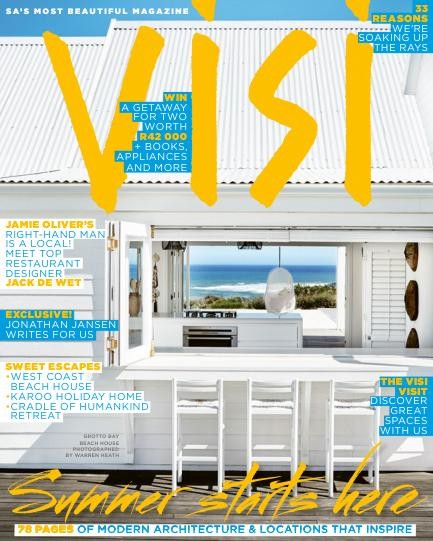 SA'S MOST BEAUTIFUL MAGAZINE
VISI
33
REASONS
WE'RE
SOAKING UP
THE RAYS
WIN
A GETAWAY
FOR TWO
WORTH
R42 000
+ BOOKS,
APPLIANCES
AND MORE
JAMIE OLIVER'S
RIGHT-HAND MAN
IS A LOCAL!
MEET TOP
RESTAURANT
DESIGNER
JACK DE WET
EXCLUSIVE!
JONATHAN JANSEN
WRITES FOR US
SWEET ESCAPES
•WEST COAST
BEACH HOUSE
•KAROO HOLIDAY HOME
•CRADLE OF HUMANKIND
RETREAT
THE VISI
VISIT
DISCOVER
GREAT
SPACES
WITH US
GROTTO BAY
BEACH HOUSE
PHOTOGRAPHED
BY WARREN HEATH
Summer starts here
78 PAGES OF MODERN ARCHITECTURE & LOCATIONS THAT INSPIRE